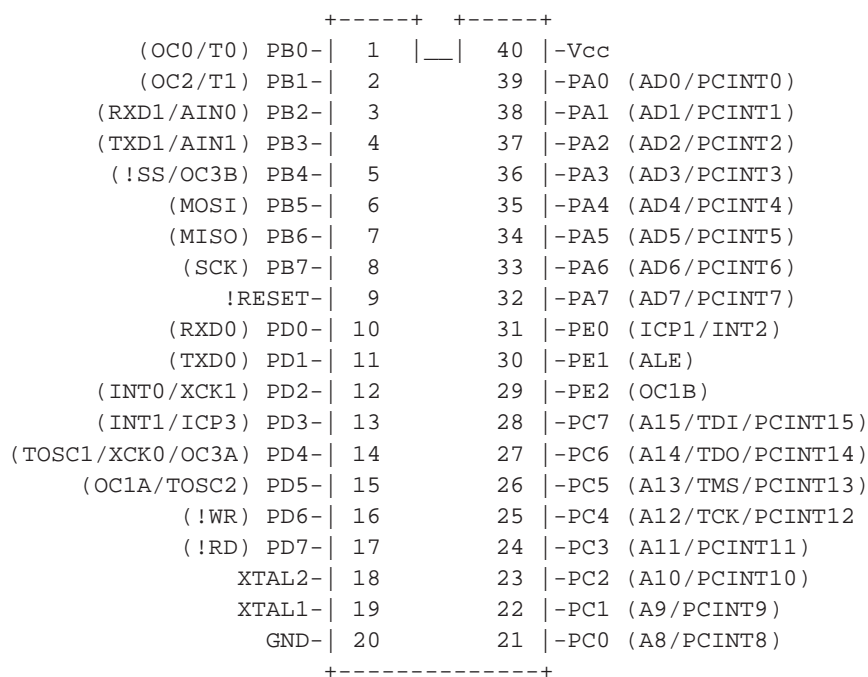 +-----+  +-----+
        (OC0/T0) PB0-|  1  |__|  40 |-Vcc
        (OC2/T1) PB1-|  2        39 |-PA0 (AD0/PCINT0)
     (RXD1/AIN0) PB2-|  3        38 |-PA1 (AD1/PCINT1)
     (TXD1/AIN1) PB3-|  4        37 |-PA2 (AD2/PCINT2)
      (!SS/OC3B) PB4-|  5        36 |-PA3 (AD3/PCINT3)
          (MOSI) PB5-|  6        35 |-PA4 (AD4/PCINT4)
          (MISO) PB6-|  7        34 |-PA5 (AD5/PCINT5)
           (SCK) PB7-|  8        33 |-PA6 (AD6/PCINT6)
              !RESET-|  9        32 |-PA7 (AD7/PCINT7)
          (RXD0) PD0-| 10        31 |-PE0 (ICP1/INT2)
          (TXD0) PD1-| 11        30 |-PE1 (ALE)
     (INT0/XCK1) PD2-| 12        29 |-PE2 (OC1B)
     (INT1/ICP3) PD3-| 13        28 |-PC7 (A15/TDI/PCINT15)
(TOSC1/XCK0/OC3A) PD4-| 14        27 |-PC6 (A14/TDO/PCINT14)
    (OC1A/TOSC2) PD5-| 15        26 |-PC5 (A13/TMS/PCINT13)
           (!WR) PD6-| 16        25 |-PC4 (A12/TCK/PCINT12
           (!RD) PD7-| 17        24 |-PC3 (A11/PCINT11)
               XTAL2-| 18        23 |-PC2 (A10/PCINT10)
               XTAL1-| 19        22 |-PC1 (A9/PCINT9)
                 GND-| 20        21 |-PC0 (A8/PCINT8)
                     +--------------+